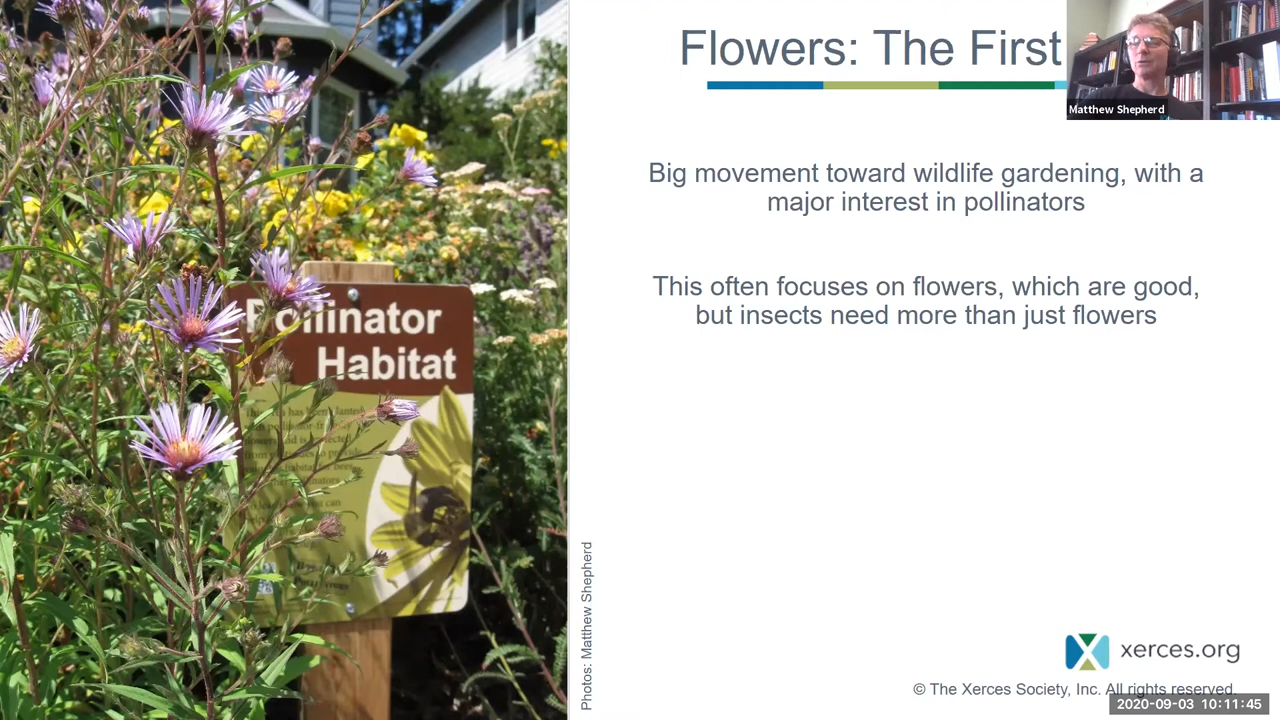 Flowers: The First
Matthew Shepherd
Big movement toward wildlife gardening, with a
major interest in pollinators
This often focuses on flowers, which are good,
but insects need more than just flowers
Pollinator
Habitat
Photos: Matthew Shepherd
xerces.org
© The Xerces Society, Inc. All rights reserved.
2020-09-03 10:11:45